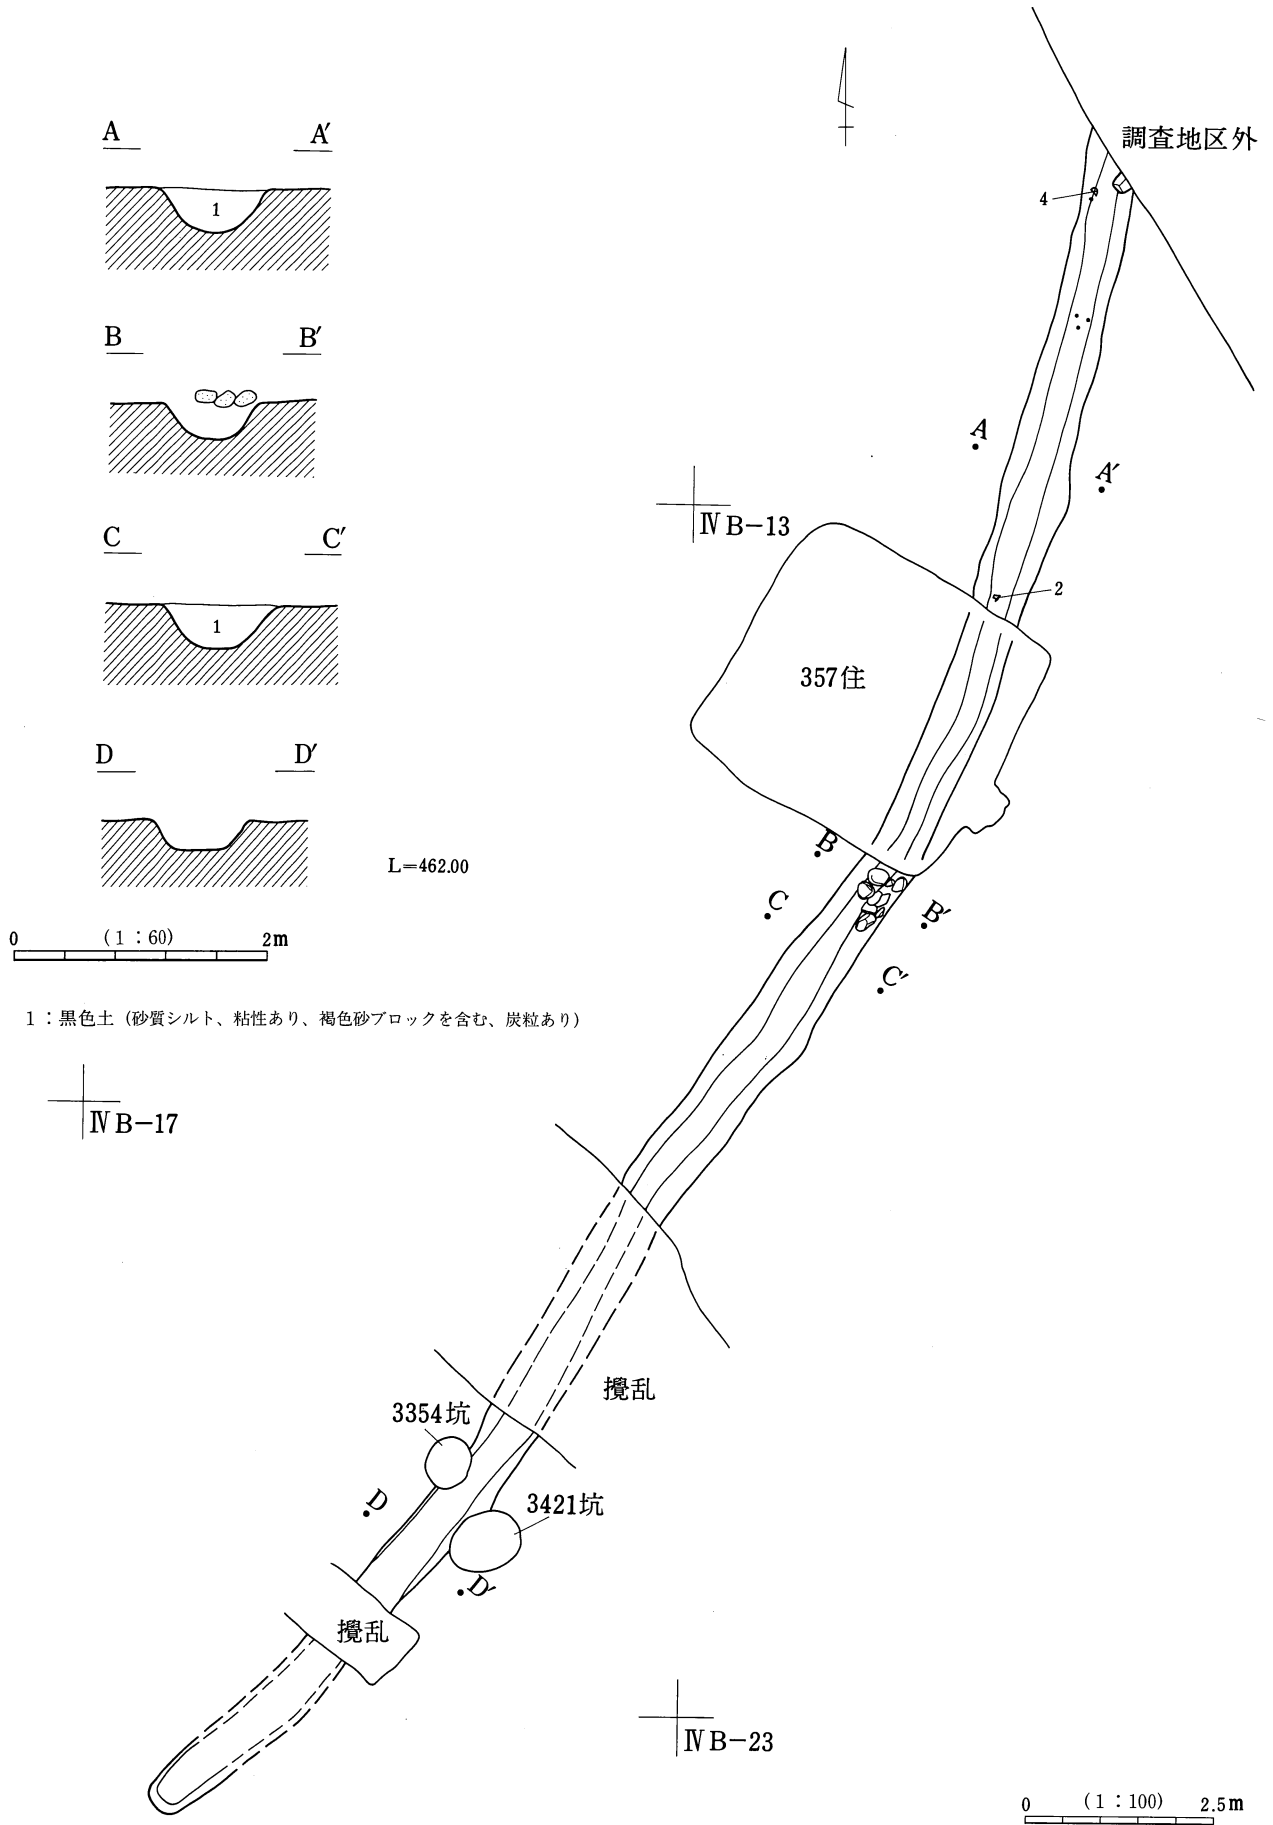 A A′
1
B B′
C C′
1
D D′
L=462.00
0 (1:60) 2m
1：黒色土（砂質シルト、粘性あり、褐色砂ブロックを含む、炭粒あり）
調査地区外
4
A
A′
ⅣB-13
2
357住
B
C
B′
C′
ⅣB-17
攪乱
3354坑
3421坑
D
D′
攪乱
ⅣB-23
0 (1:100) 2.5m